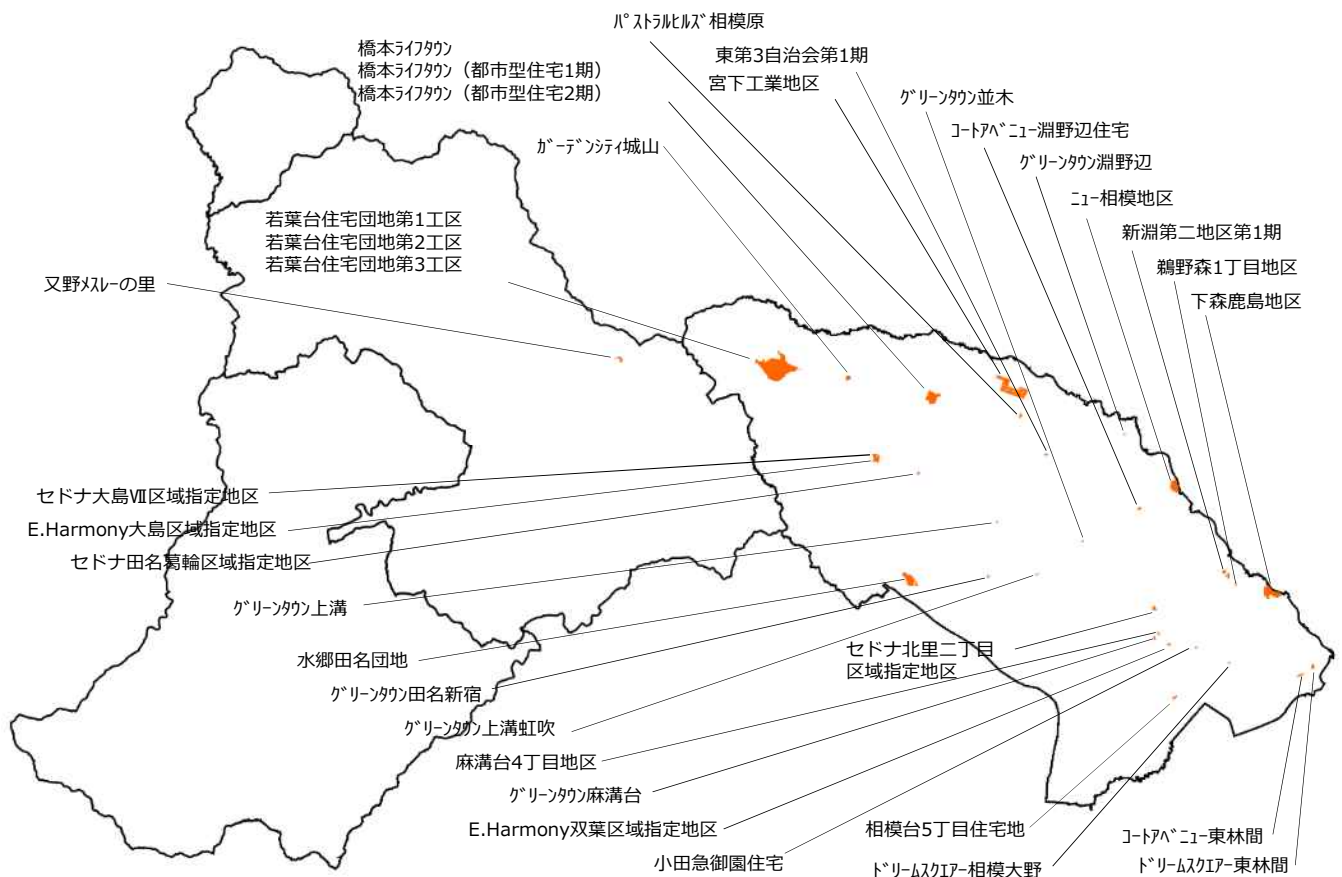 ﾊﾟｽﾄﾗﾙﾋﾙｽﾞ相模原
橋本ﾗｲﾌﾀｳﾝ
橋本ﾗｲﾌﾀｳﾝ（都市型住宅1期）
橋本ﾗｲﾌﾀｳﾝ（都市型住宅2期）
東第3自治会第1期
宮下工業地区
ｸﾞﾘｰﾝﾀｳﾝ並木
ｺｰﾄｱﾍﾞﾆｭｰ淵野辺住宅
ｸﾞﾘｰﾝﾀｳﾝ淵野辺
ﾆｭｰ相模地区
新淵第二地区第1期
鵜野森1丁目地区
下森鹿島地区
ｶﾞｰﾃﾞﾝｼﾃｨ城山
若葉台住宅団地第1工区
若葉台住宅団地第2工区
若葉台住宅団地第3工区
又野ﾒｽﾚｰの里
セドナ大島Ⅶ区域指定地区
E.Harmony大島区域指定地区
セドナ田名葛輪区域指定地区
ｸﾞﾘｰﾝﾀｳﾝ上溝
水郷田名団地
ｸﾞﾘｰﾝﾀｳﾝ田名新宿
ｸﾞﾘｰﾝﾀｳﾝ上溝虹吹
麻溝台4丁目地区
ｸﾞﾘｰﾝﾀｳﾝ麻溝台
E.Harmony双葉区域指定地区
小田急御園住宅
セドナ北里二丁目
区域指定地区
相模台5丁目住宅地
ﾄﾞﾘｰﾑｽｸｴｱｰ相模大野
ｺｰﾄｱﾍﾞﾆｭｰ東林間
ﾄﾞﾘｰﾑｽｸｴｱｰ東林間